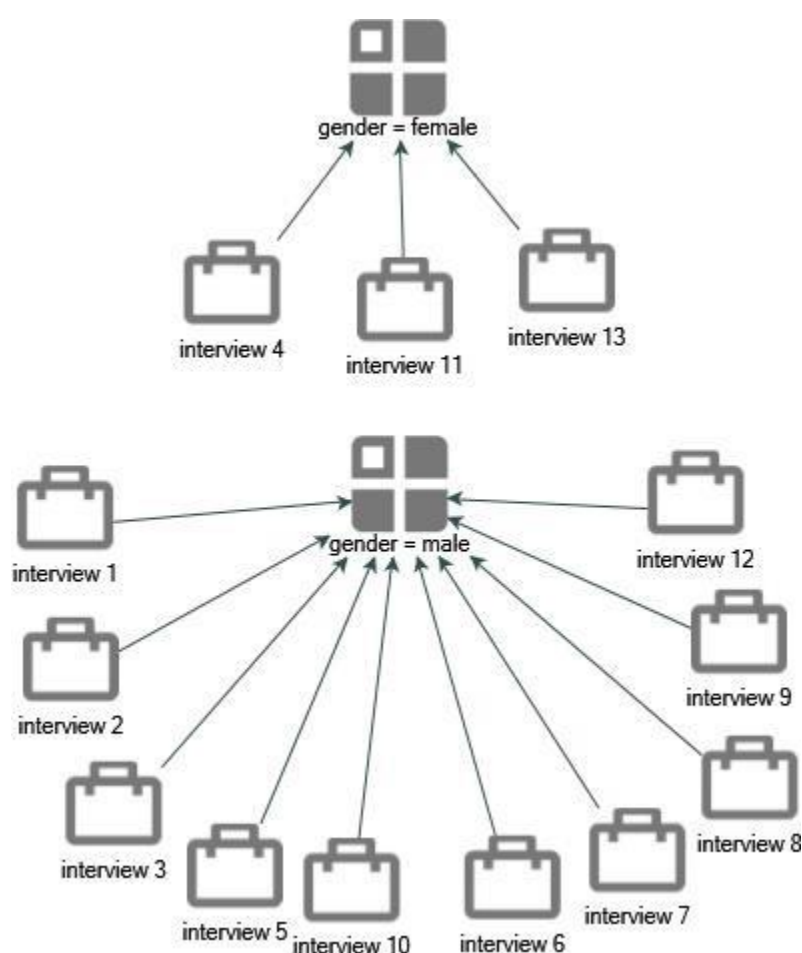 gender = female
interview 4
interview 11
interview 13
gender = male
interview 1
interview 12
interview 2
interview 9
interview 3
interview 8
interview 5
interview 10
interview 6
interview 7